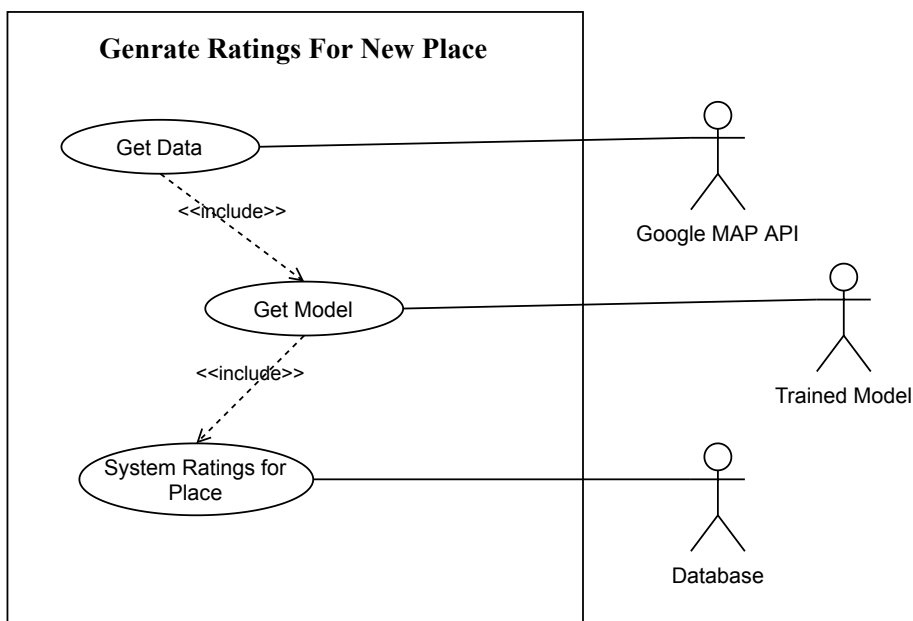 Genrate Ratings For New Place
Get Data
<<include>>
Google MAP API
Get Model
<<include>>
Trained Model
System Ratings for
Place
Database